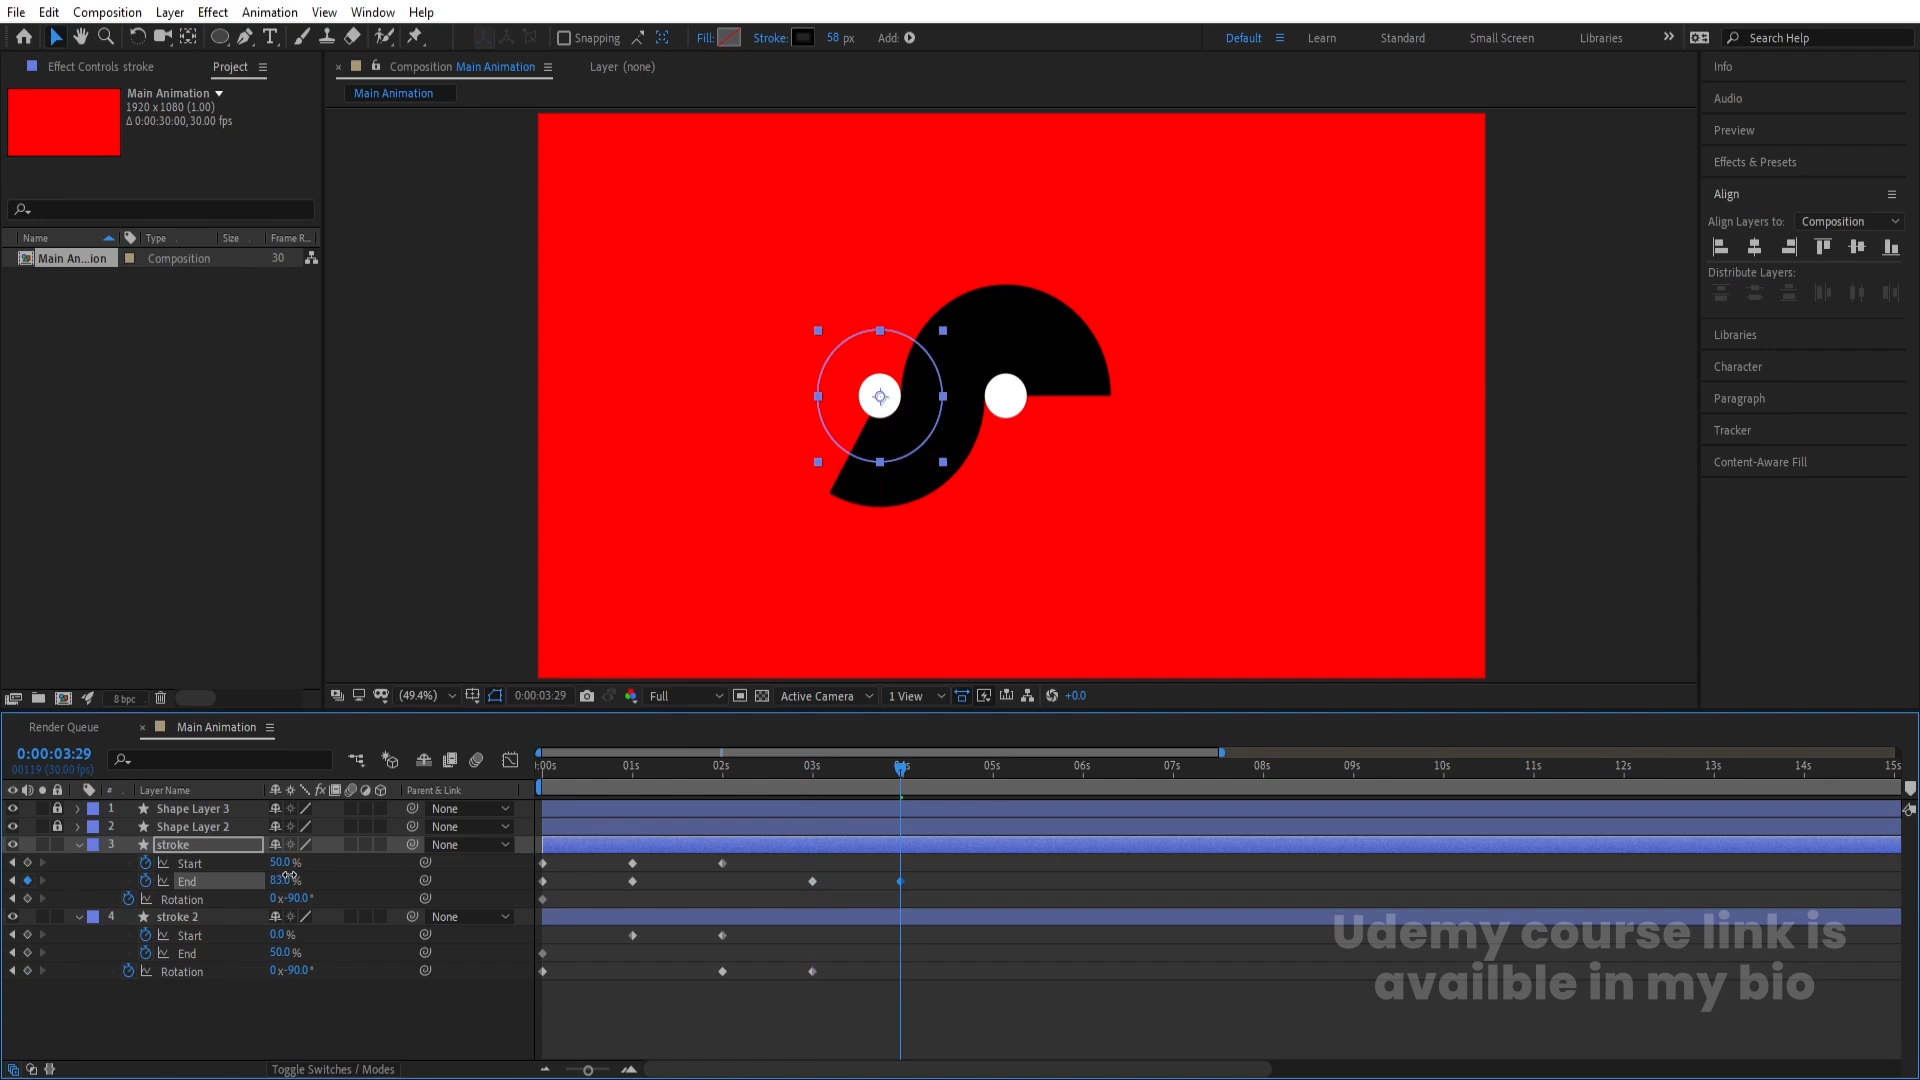 File Edit Composition Layer Effect Animation View Window Help
Snapping Fill: Stroke: 58 px Add: Default Learn Standard Small Screen Libraries Search Help
Effect Controls stroke Project
Composition Main Animation Layer (none)
Main Animation
Main Animation
1920 x 1080 (1.00)
Δ 0:00:30:00, 30.00 fps
Name Type Size Frame R...
Main An...ion Composition 30
8 bpc
(49.4%) 0:00:03:29 Full Active Camera 1 View +0.0
Info
Audio
Preview
Effects & Presets
Align
Align Layers to: Composition
Distribute Layers:
Libraries
Character
Paragraph
Tracker
Content-Aware Fill
Render Queue Main Animation
0:00:03:29
00119 (30.00 fps)
:00s 01s 02s 03s 04s 05s 06s 07s 08s 09s 10s 11s 12s 13s 14s 15s
# Layer Name fx Parent & Link
1 Shape Layer 3 None
2 Shape Layer 2 None
3 stroke None
Start 50.0 %
End 83.0 %
Rotation 0 x-90.0 °
4 stroke 2 None
Start 0.0 %
End 50.0 %
Rotation 0 x-90.0 °
Toggle Switches / Modes
Udemy course link is
availble in my bio